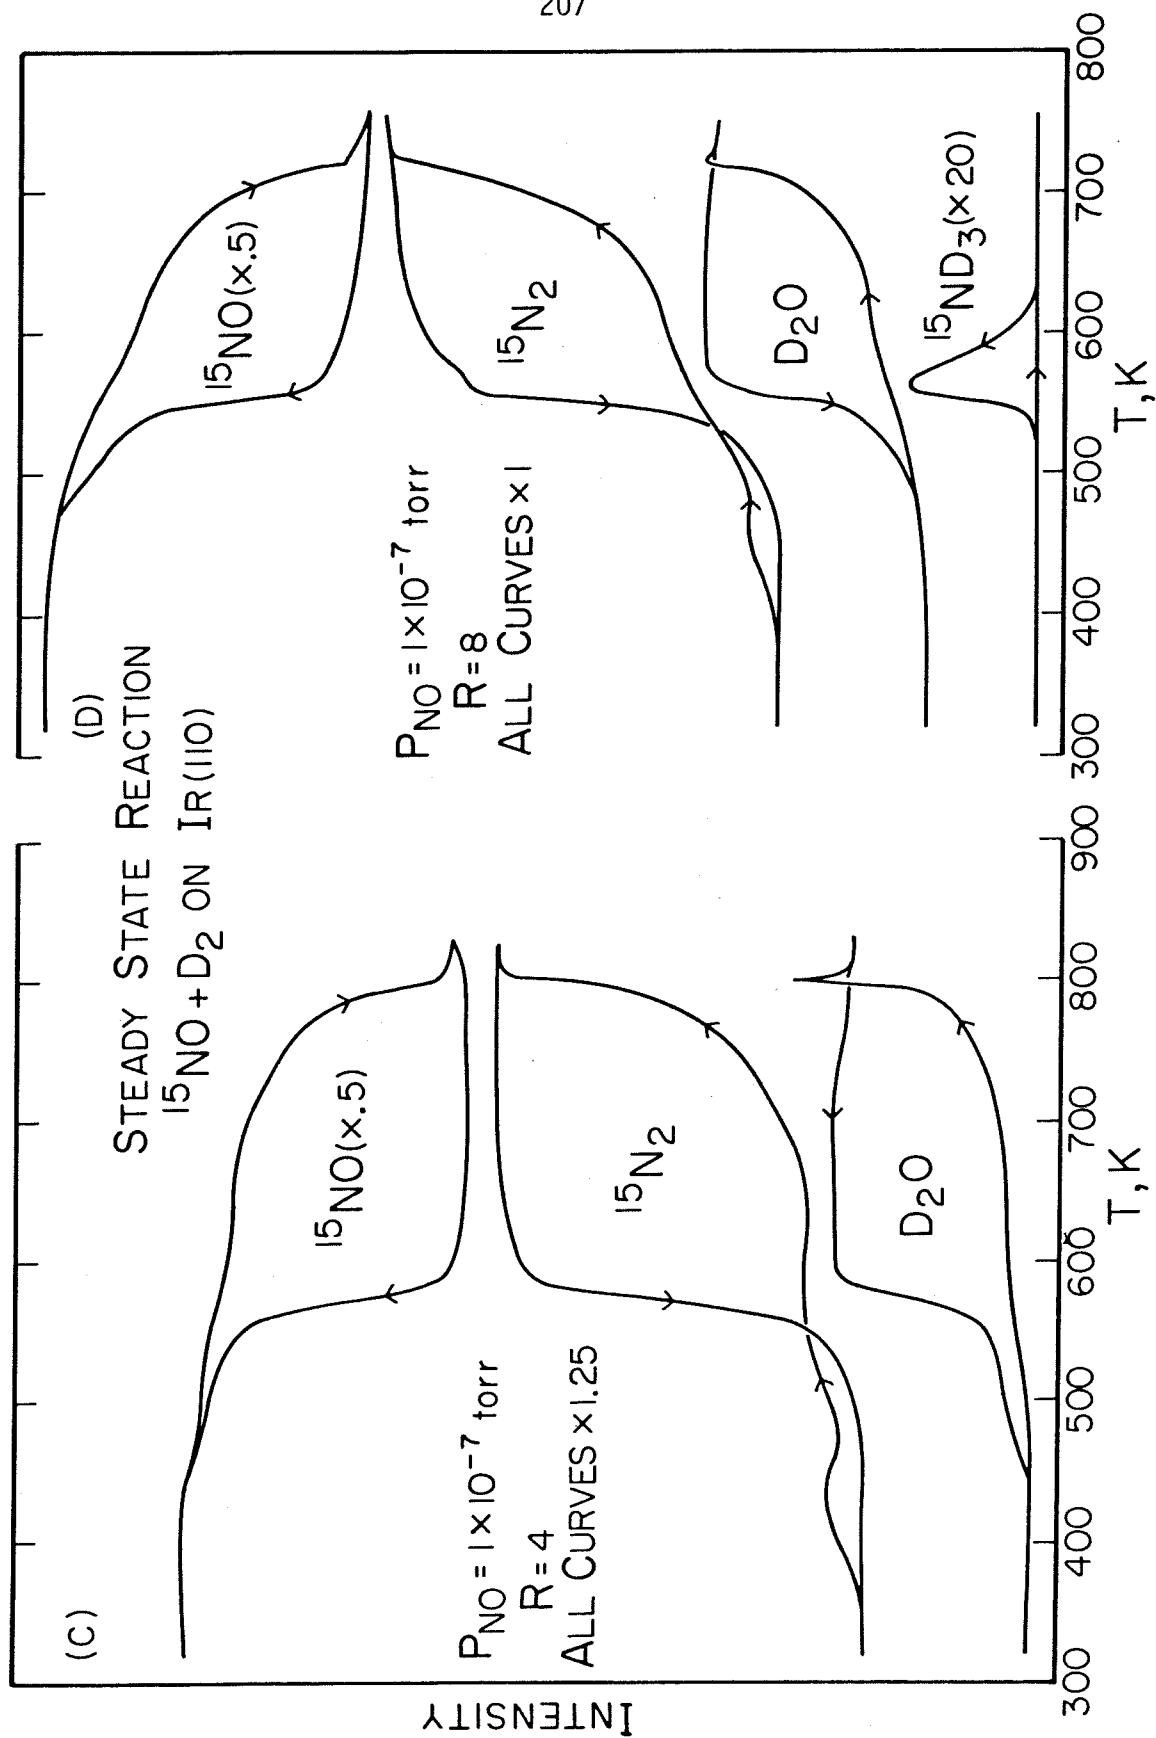 207
STEADY STATE REACTION
¹⁵NO + D₂ ON IR(110)
(C)
¹⁵NO(×.5)
¹⁵N₂
D₂O
P_NO = 1×10⁻⁷ torr
R = 4
ALL CURVES ×1.25
INTENSITY
300 400 500 600 700 800 900
T, K
(D)
¹⁵NO(×.5)
¹⁵N₂
D₂O
¹⁵ND₃(×20)
P_NO = 1×10⁻⁷ torr
R = 8
ALL CURVES ×1
300 400 500 600 700 800
T, K